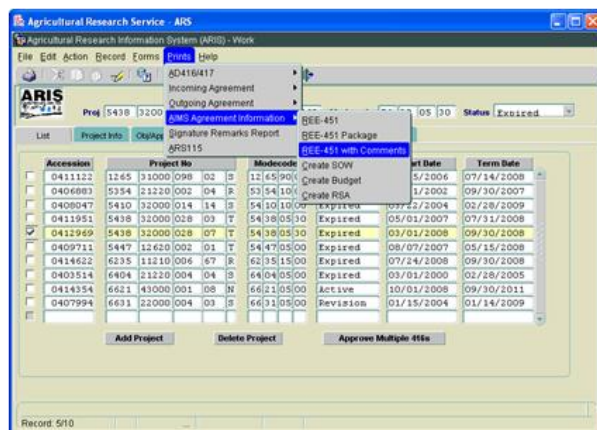 Agricultural Research Service - ARS
Agricultural Research Information System (ARIS) - Work
File Edit Action Record Forms Prints Help
AD416/417
Incoming Agreement
Outgoing Agreement
AIMS Agreement Information
Signature Remarks Report
ARS115
REE-451
REE-451 Package
REE-451 with Comments
Create SOW
Create Budget
Create RSA
ARIS
Proj 5438 3200 05 30 Status Expired
List Project Info Obj/App
Accession Project No Modecode Start Date Term Date
0411122 1265 31000 098 02 S 12 65 90 5/2006 07/14/2008
0406883 5354 21220 002 04 R 53 54 10 1/2002 09/30/2007
0408047 5410 32000 014 14 S 54 10 10 00 Expired 03/22/2004 02/28/2009
0411951 5438 32000 028 03 T 54 38 05 30 Expired 05/01/2007 07/31/2008
0412969 5438 32000 028 07 T 54 38 05 30 Expired 03/01/2008 09/30/2008
0409711 5447 12620 002 01 T 54 47 05 00 Expired 08/07/2007 05/15/2008
0414622 6235 11210 006 67 R 62 35 15 00 Expired 07/24/2008 09/30/2008
0403514 6404 21220 004 04 S 64 04 05 00 Expired 03/01/2000 02/28/2005
0414354 6621 43000 001 08 N 66 21 05 00 Active 10/01/2008 09/30/2011
0407994 6631 22000 004 03 S 66 31 05 00 Revision 01/15/2004 01/14/2009
Add Project Delete Project Approve Multiple 416s
Record: 5/10